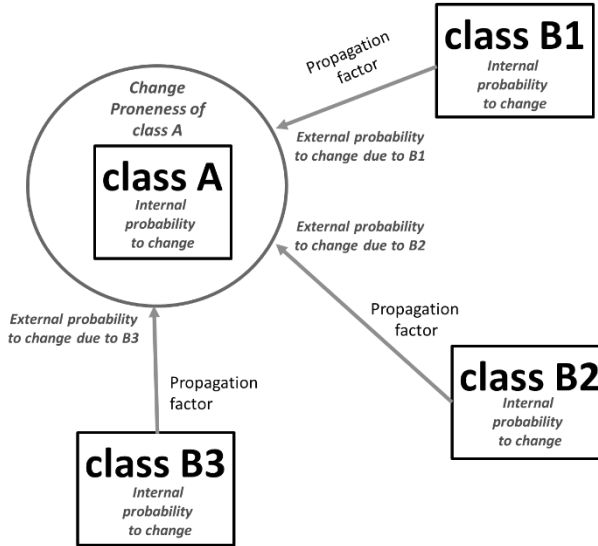 class B1
Internal
probability
to change
Propagation
factor
Change
Proneness of
class A
External probability
to change due to B1
class A
Internal
probability
to change
External probability
to change due to B2
External probability
to change due to B3
Propagation
factor
Propagation
factor
class B2
Internal
probability
to change
class B3
Internal
probability
to change